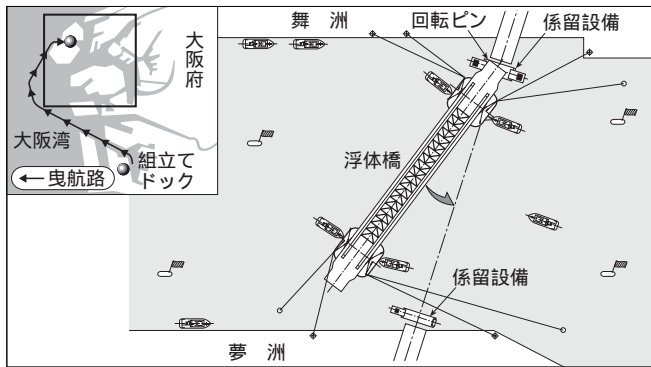 大阪府
大阪湾
組立て
ドック
←曳航路
舞 洲
回転ピン
係留設備
浮体橋
係留設備
夢 洲